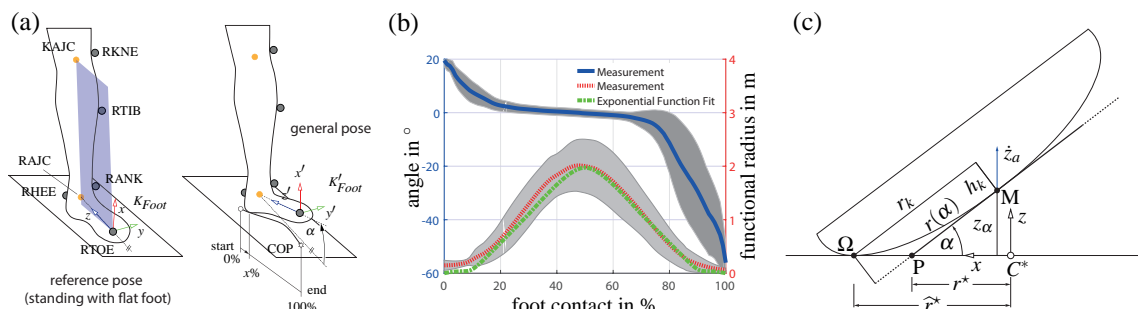 (a)
KAJC
RKNE
RTIB
RAJC
RHEE
RANK
K_Foot
x
z
y
RTOE
reference pose
(standing with flat foot)
general pose
x'
z'
K'_Foot
y'
α
COP
start
0%
x%
end
100%
(b)
20
0
-20
-40
-60
angle in °
Measurement
Measurement
Exponential Function Fit
4
3
2
1
0
functional radius in m
0 20 40 60 80 100
foot contact in %
(c)
ż_a
r_k
h_k
M
r(α)
z_α
z
Ω
α
P
x
C*
r*
r̂*